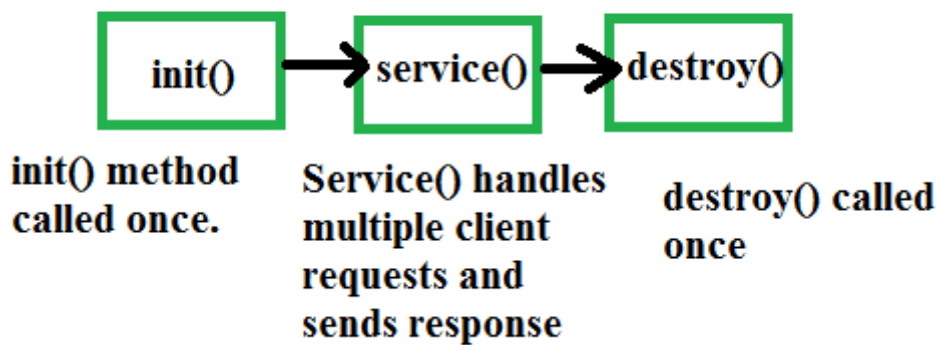 init()
service()
destroy()
init() method
called once.
Service() handles
multiple client
requests and
sends response
destroy() called
once